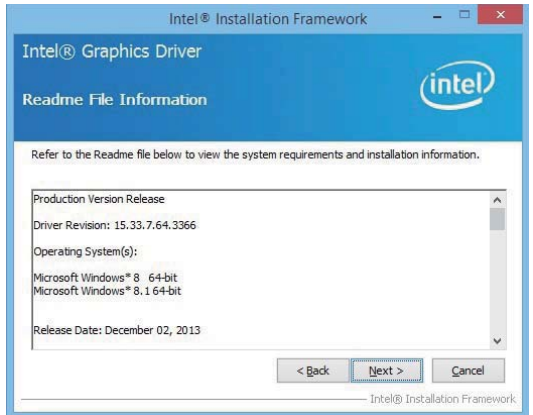 Intel® Installation Framework
Intel® Graphics Driver
Readme File Information
intel
Refer to the Readme file below to view the system requirements and installation information.
Production Version Release
Driver Revision: 15.33.7.64.3366
Operating System(s):
Microsoft Windows* 8 64-bit
Microsoft Windows* 8.1 64-bit
Release Date: December 02, 2013
< Back Next > Cancel
Intel® Installation Framework